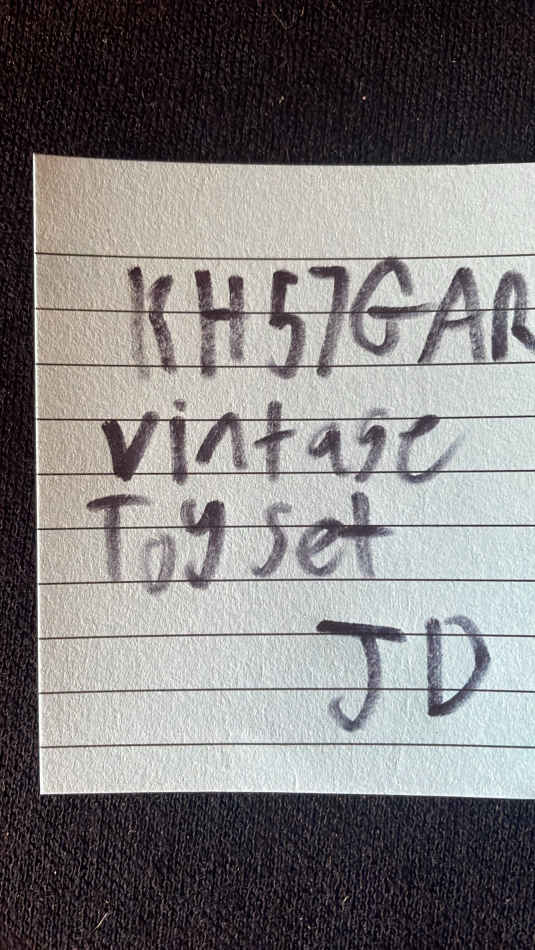 KH57GAR
vintage
Toy set
JD